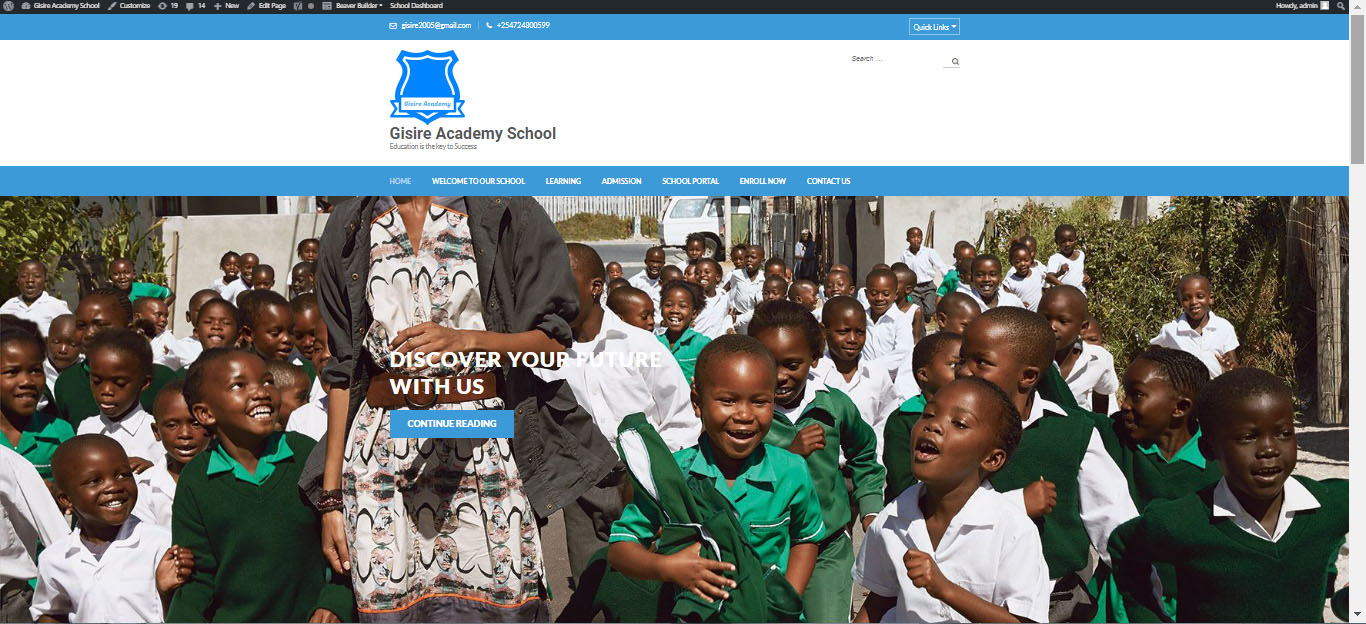 Gisire Academy School Customize 19 14 New Edit Page Beaver Builder School Dashboard Howdy, admin
gisire2005@gmail.com +254724800599 Quick Links
Search …
Gisire Academy
Gisire Academy School
Education is the key to Success
HOME WELCOME TO OUR SCHOOL LEARNING ADMISSION SCHOOL PORTAL ENROLL NOW CONTACT US
DISCOVER YOUR FUTURE
WITH US
CONTINUE READING